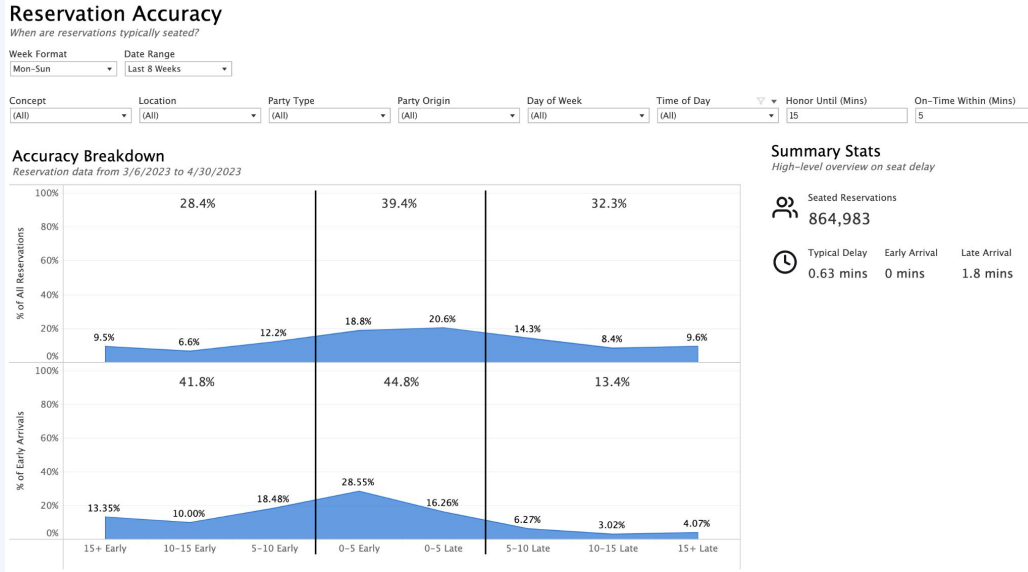 Reservation Accuracy
When are reservations typically seated?
Week Format Date Range
Mon-Sun Last 8 Weeks
Concept Location Party Type Party Origin Day of Week Time of Day Honor Until (Mins) On-Time Within (Mins)
(All) (All) (All) (All) (All) (All) 15 5
Accuracy Breakdown
Reservation data from 3/6/2023 to 4/30/2023
% of All Reservations
100%
80%
60%
40%
20%
0%
28.4% 39.4% 32.3%
9.5% 6.6% 12.2% 18.8% 20.6% 14.3% 8.4% 9.6%
% of Early Arrivals
100%
80%
60%
40%
20%
0%
41.8% 44.8% 13.4%
13.35% 10.00% 18.48% 28.55% 16.26% 6.27% 3.02% 4.07%
15+ Early 10-15 Early 5-10 Early 0-5 Early 0-5 Late 5-10 Late 10-15 Late 15+ Late
Summary Stats
High-level overview on seat delay
Seated Reservations
864,983
Typical Delay Early Arrival Late Arrival
0.63 mins 0 mins 1.8 mins